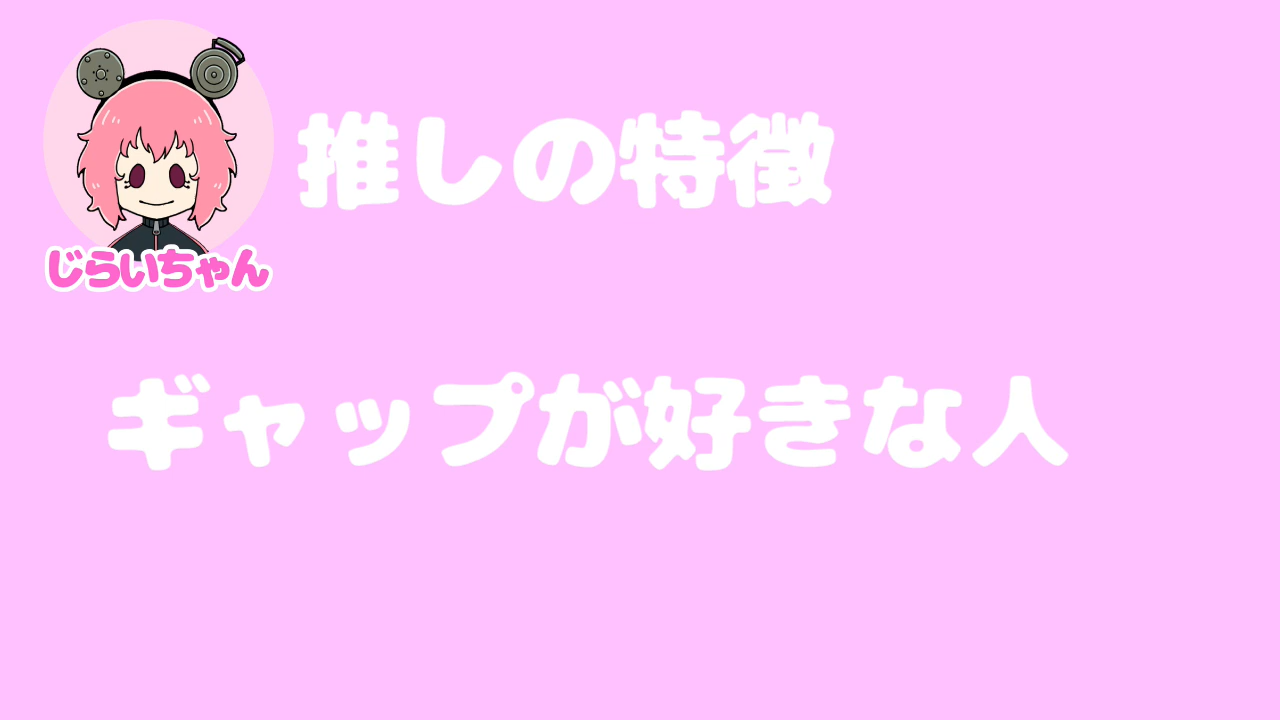 推しの特徴
じらいちゃん
ギャップが好きな人